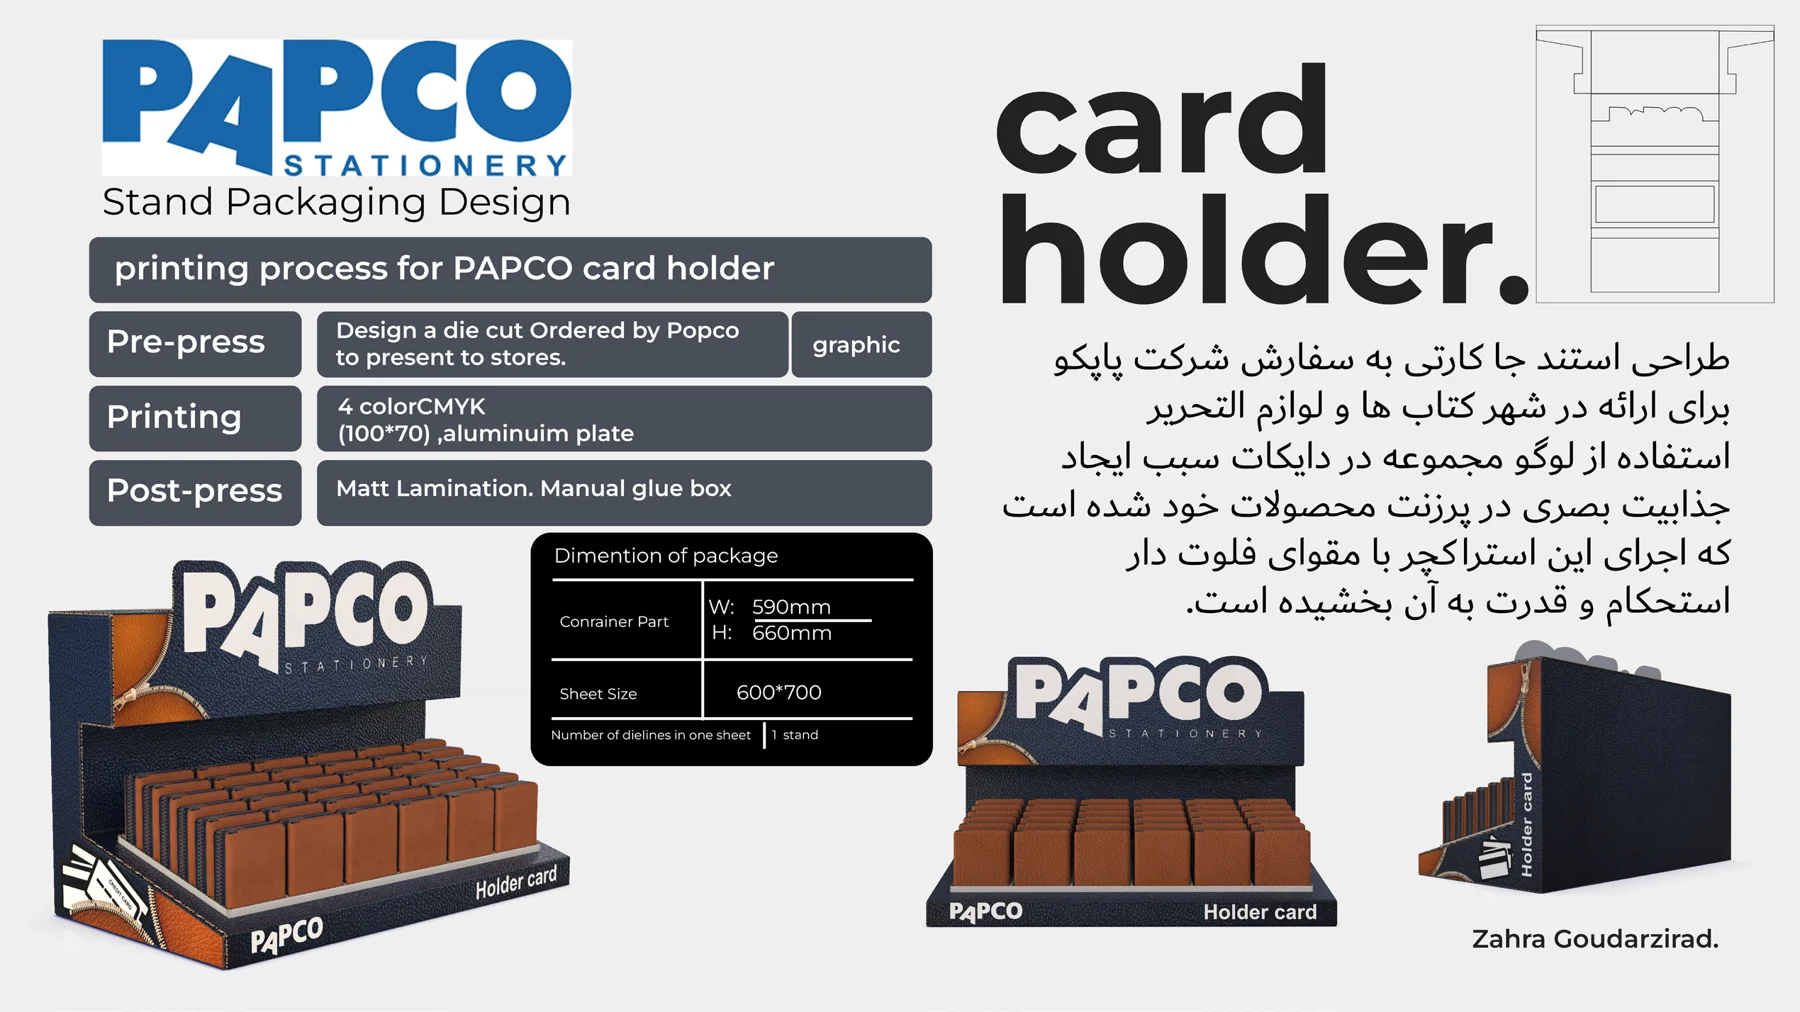 PAPCO
STATIONERY
Stand Packaging Design
printing process for PAPCO card holder
Pre-press
Design a die cut Ordered by Popco
to present to stores.
graphic
Printing
4 colorCMYK
(100*70) ,aluminuim plate
Post-press
Matt Lamination. Manual glue box
Dimention of package
Conrainer Part
W: 590mm
H: 660mm
Sheet Size
600*700
Number of dielines in one sheet
1 stand
card
holder.
طراحی استند جا کارتی به سفارش شرکت پاپکو
برای ارائه در شهر کتاب ها و لوازم التحریر
استفاده از لوگو مجموعه در دایکات سبب ایجاد
جذابیت بصری در پرزنت محصولات خود شده است
که اجرای این استراکچر با مقوای فلوت دار
استحکام و قدرت به آن بخشیده است.
PAPCO
STATIONERY
CREDIT CARD
PAPCO
Holder card
PAPCO
STATIONERY
PAPCO
Holder card
Holder card
Zahra Goudarzirad.